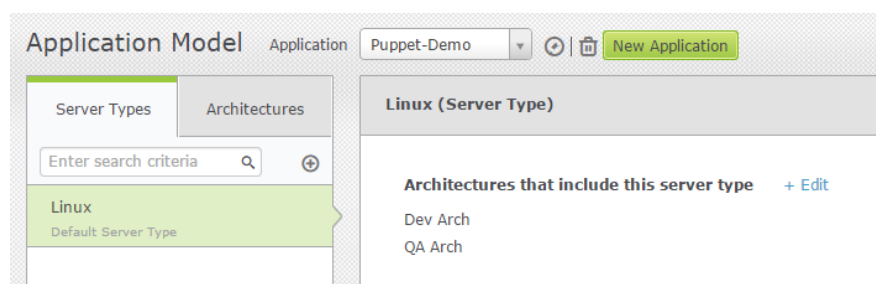 Application Model Application Puppet-Demo New Application
Server Types Architectures
Linux (Server Type)
Enter search criteria
Linux
Default Server Type
Architectures that include this server type + Edit
Dev Arch
QA Arch